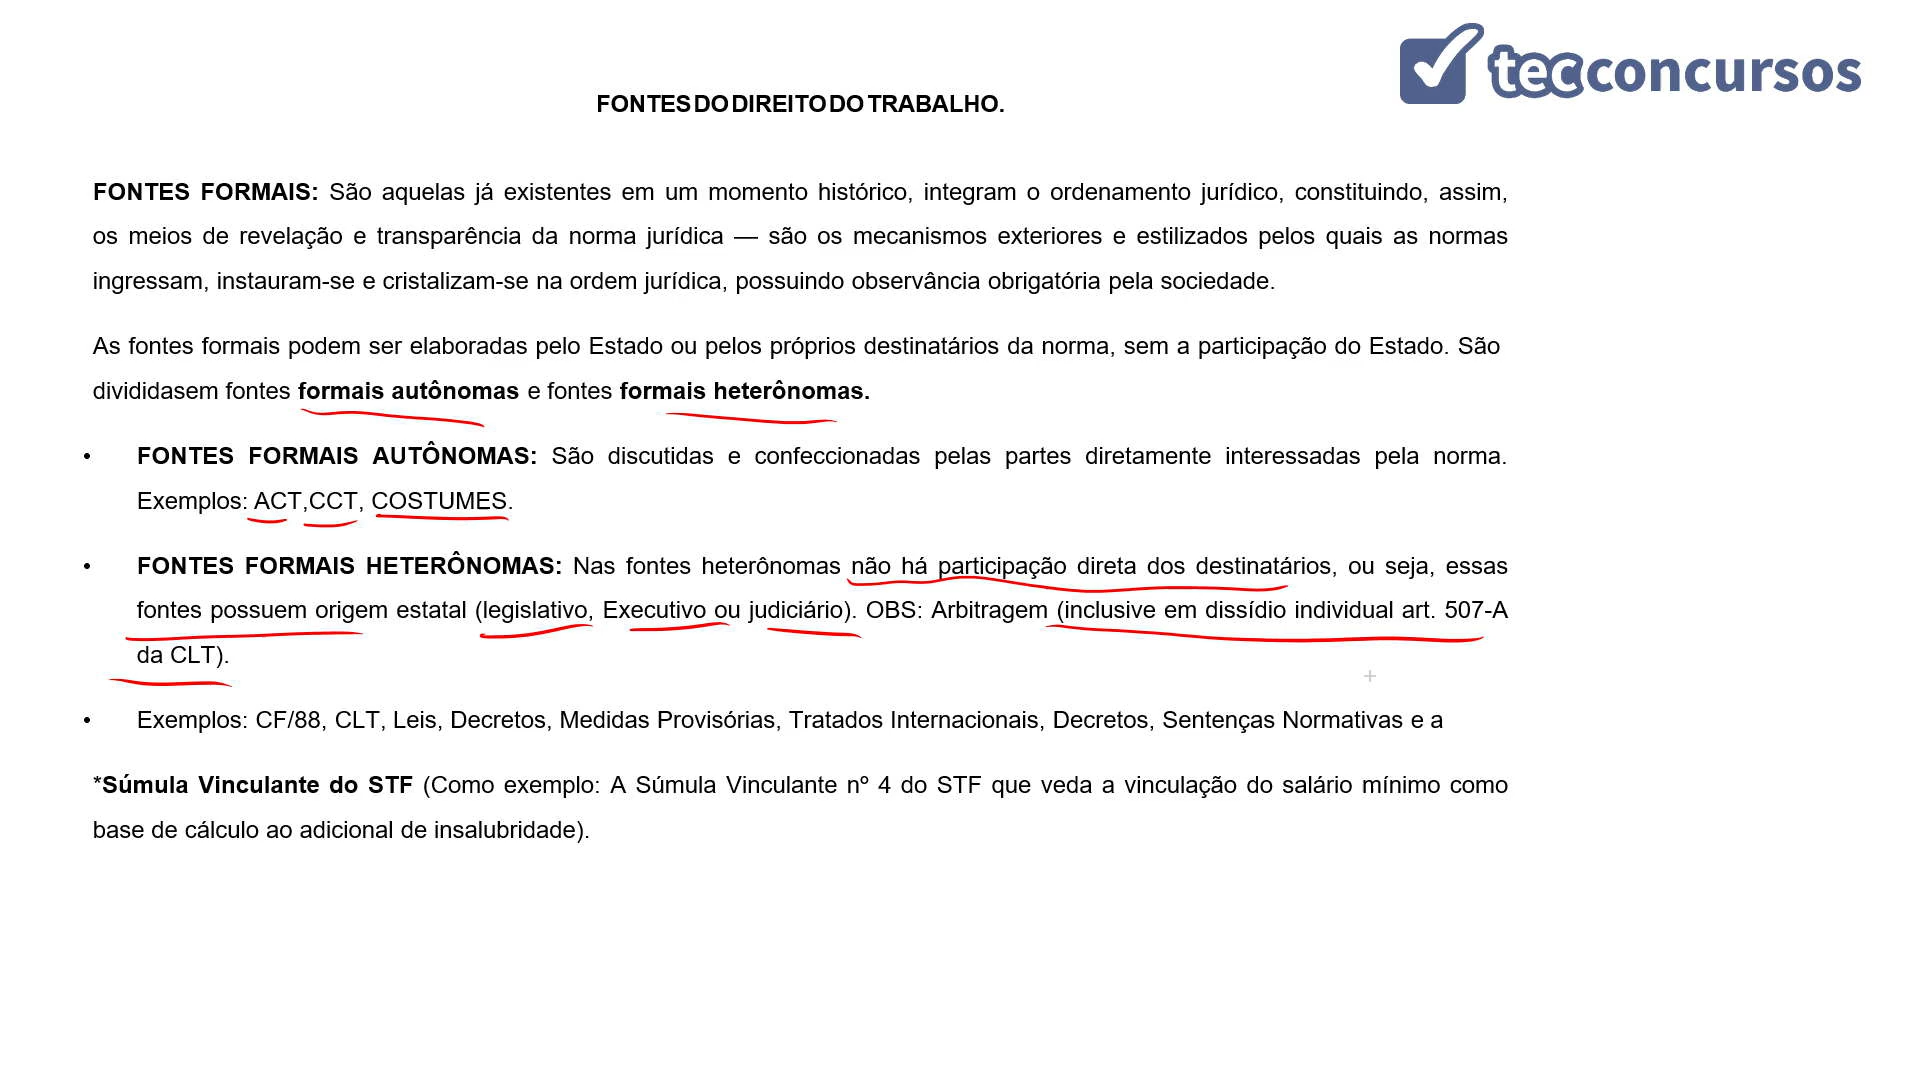 tecconcursos
FONTES DO DIREITO DO TRABALHO.
FONTES FORMAIS: São aquelas já existentes em um momento histórico, integram o ordenamento jurídico, constituindo, assim,
os meios de revelação e transparência da norma jurídica — são os mecanismos exteriores e estilizados pelos quais as normas
ingressam, instauram-se e cristalizam-se na ordem jurídica, possuindo observância obrigatória pela sociedade.
As fontes formais podem ser elaboradas pelo Estado ou pelos próprios destinatários da norma, sem a participação do Estado. São
divididasem fontes formais autônomas e fontes formais heterônomas.
• FONTES FORMAIS AUTÔNOMAS: São discutidas e confeccionadas pelas partes diretamente interessadas pela norma.
Exemplos: ACT,CCT, COSTUMES.
• FONTES FORMAIS HETERÔNOMAS: Nas fontes heterônomas não há participação direta dos destinatários, ou seja, essas
fontes possuem origem estatal (legislativo, Executivo ou judiciário). OBS: Arbitragem (inclusive em dissídio individual art. 507-A
da CLT).
• Exemplos: CF/88, CLT, Leis, Decretos, Medidas Provisórias, Tratados Internacionais, Decretos, Sentenças Normativas e a
*Súmula Vinculante do STF (Como exemplo: A Súmula Vinculante nº 4 do STF que veda a vinculação do salário mínimo como
base de cálculo ao adicional de insalubridade).